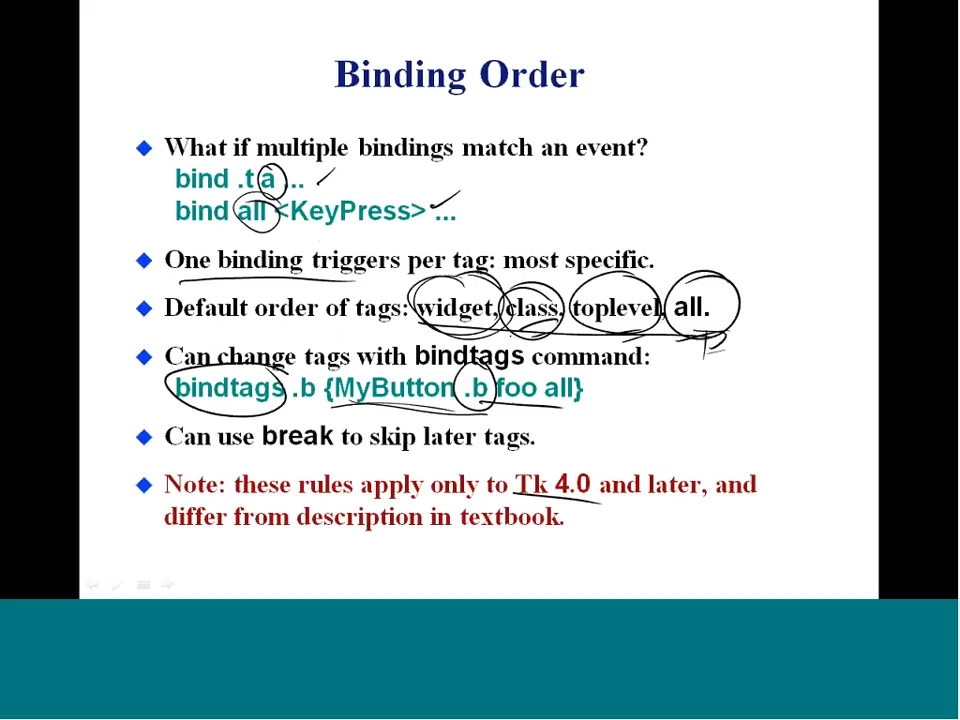 Binding Order
What if multiple bindings match an event?
bind .t a ...
bind all <KeyPress> ...
One binding triggers per tag: most specific.
Default order of tags: widget, class, toplevel, all.
Can change tags with bindtags command:
bindtags .b {MyButton .b foo all}
Can use break to skip later tags.
Note: these rules apply only to Tk 4.0 and later, and
differ from description in textbook.